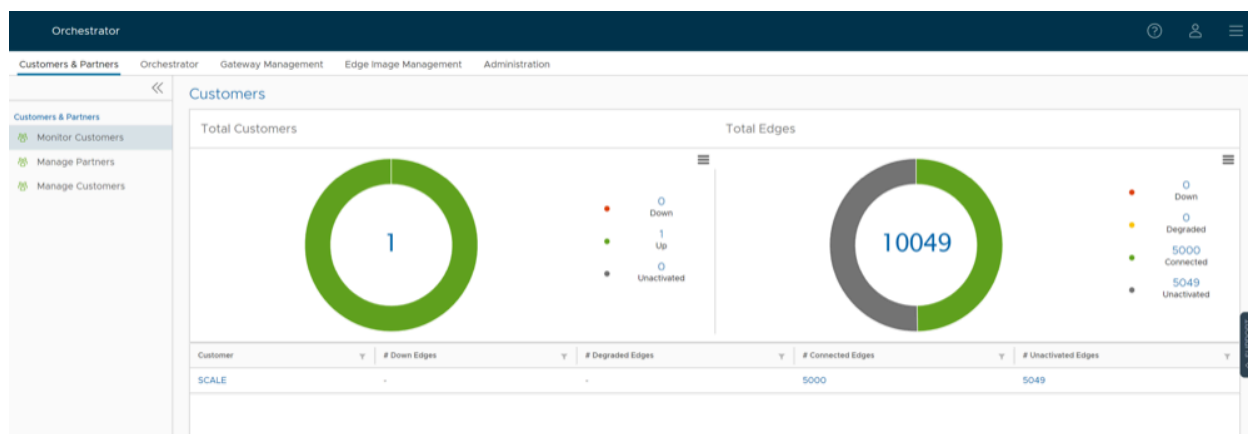 Orchestrator
Customers & Partners Orchestrator Gateway Management Edge Image Management Administration
Customers & Partners
Monitor Customers
Manage Partners
Manage Customers
Customers
Total Customers
1
0
Down
1
Up
0
Unactivated
Total Edges
10049
0
Down
0
Degraded
5000
Connected
5049
Unactivated
Customer # Down Edges # Degraded Edges # Connected Edges # Unactivated Edges
SCALE - - 5000 5049